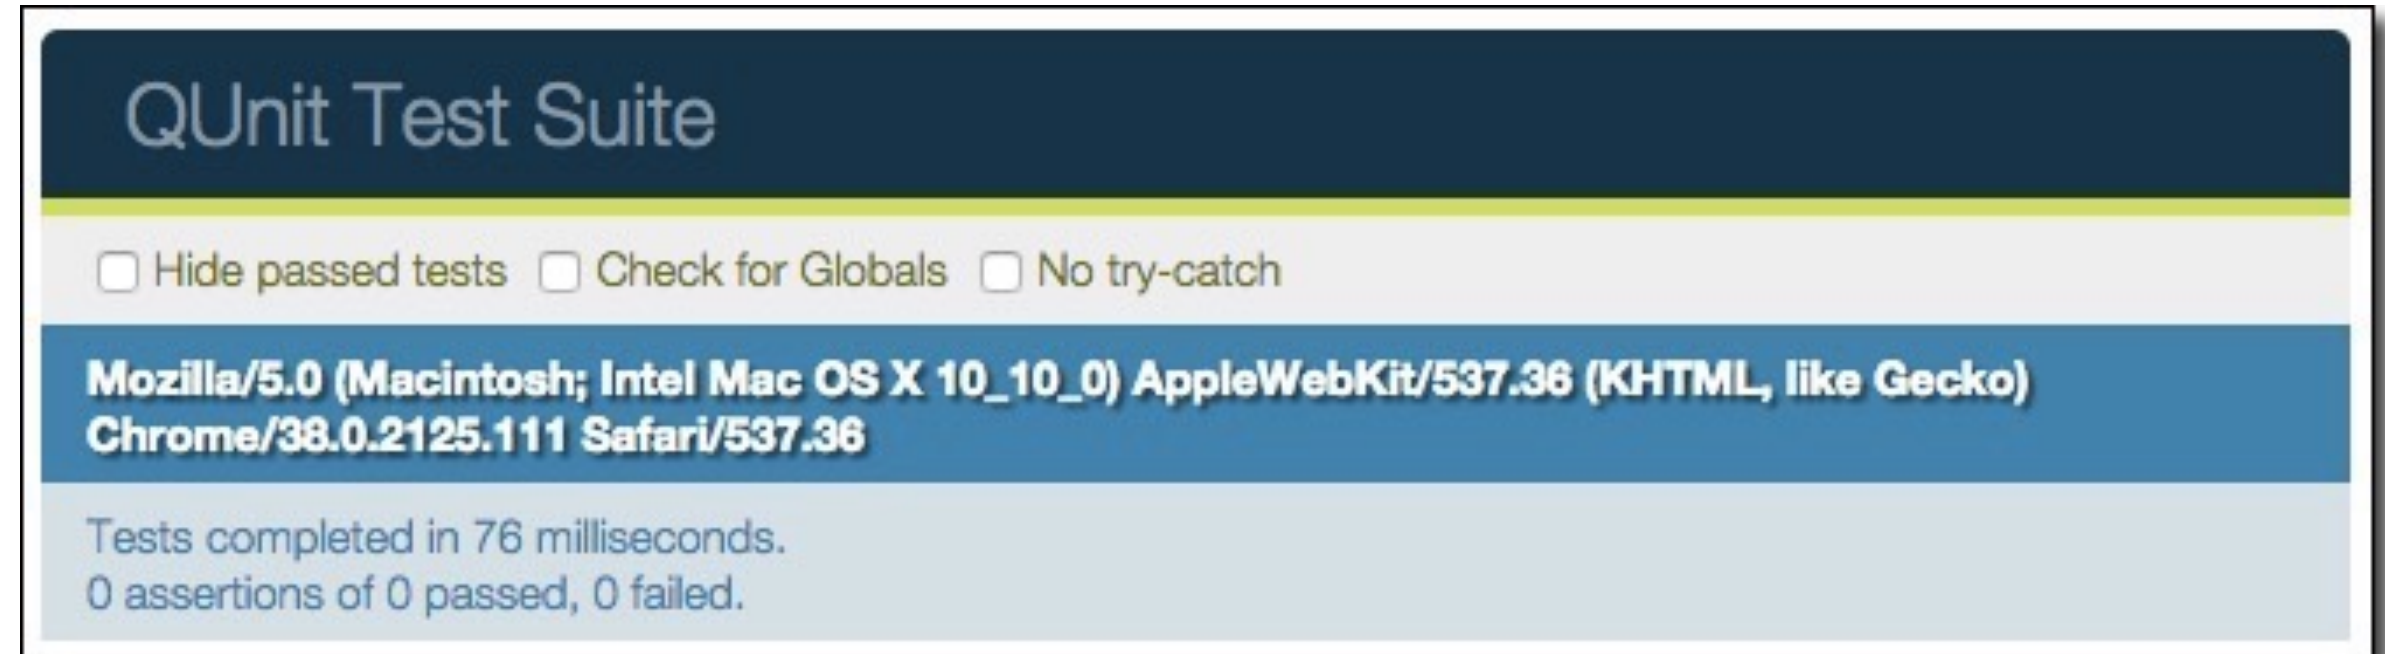 QUnit Test Suite
Hide passed tests Check for Globals No try-catch
Mozilla/5.0 (Macintosh; Intel Mac OS X 10_10_0) AppleWebKit/537.36 (KHTML, like Gecko)
Chrome/38.0.2125.111 Safari/537.36
Tests completed in 76 milliseconds.
0 assertions of 0 passed, 0 failed.